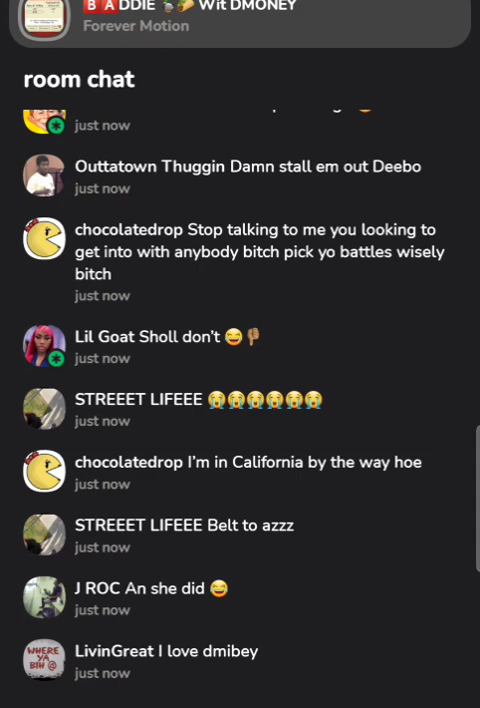 🅱️🅰️DDIE 🌮 Wit DMONEY
Forever Motion
room chat
just now
Outtatown Thuggin Damn stall em out Deebo
just now
chocolatedrop Stop talking to me you looking to
get into with anybody bitch pick yo battles wisely
bitch
just now
Lil Goat Sholl don't 😂👎🏾
just now
STREEET LIFEEE 😭😭😭😭😭😭
just now
chocolatedrop I'm in California by the way hoe
just now
STREEET LIFEEE Belt to azzz
just now
J ROC An she did 😂
just now
WHERE
YA
BIH @
LivinGreat I love dmibey
just now